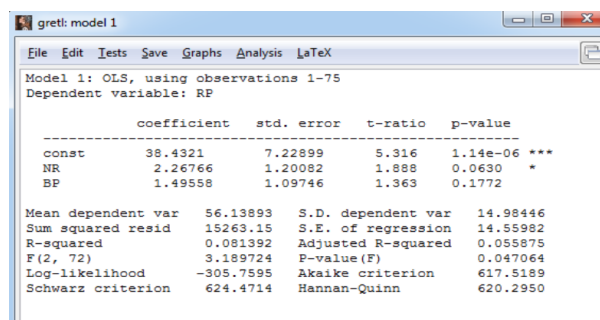 gretl: model 1
File Edit Tests Save Graphs Analysis LaTeX
Model 1: OLS, using observations 1-75
Dependent variable: RP
coefficient std. error t-ratio p-value
------------------------------------------------------------
const 38.4321 7.22899 5.316 1.14e-06 ***
NR 2.26766 1.20082 1.888 0.0630 *
BP 1.49558 1.09746 1.363 0.1772
Mean dependent var 56.13893 S.D. dependent var 14.98446
Sum squared resid 15263.15 S.E. of regression 14.55982
R-squared 0.081392 Adjusted R-squared 0.055875
F(2, 72) 3.189724 P-value(F) 0.047064
Log-likelihood -305.7595 Akaike criterion 617.5189
Schwarz criterion 624.4714 Hannan-Quinn 620.2950